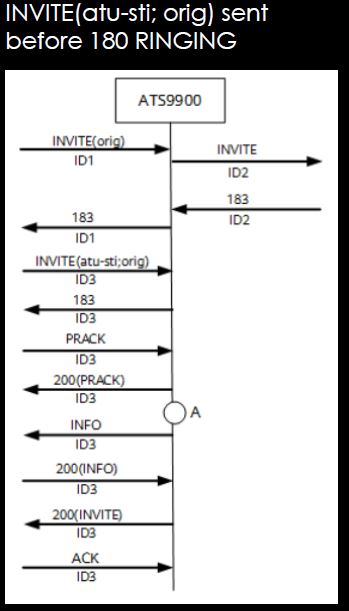 INVITE(atu-sti; orig) sent
before 180 RINGING
ATS9900
INVITE(orig)
ID1
INVITE
ID2
183
ID2
183
ID1
INVITE(atu-sti;orig)
ID3
183
ID3
PRACK
ID3
200(PRACK)
ID3
A
INFO
ID3
200(INFO)
ID3
200(INVITE)
ID3
ACK
ID3